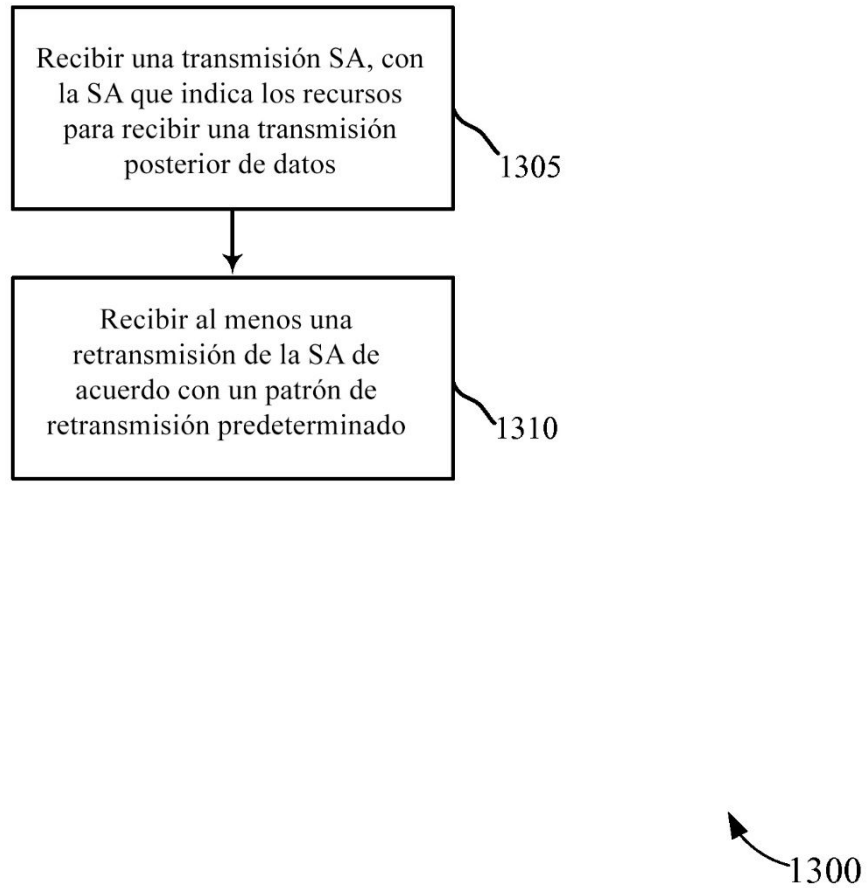 Recibir una transmisión SA, con
la SA que indica los recursos
para recibir una transmisión
posterior de datos
1305
Recibir al menos una
retransmisión de la SA de
acuerdo con un patrón de
retransmisión predeterminado
1310
1300